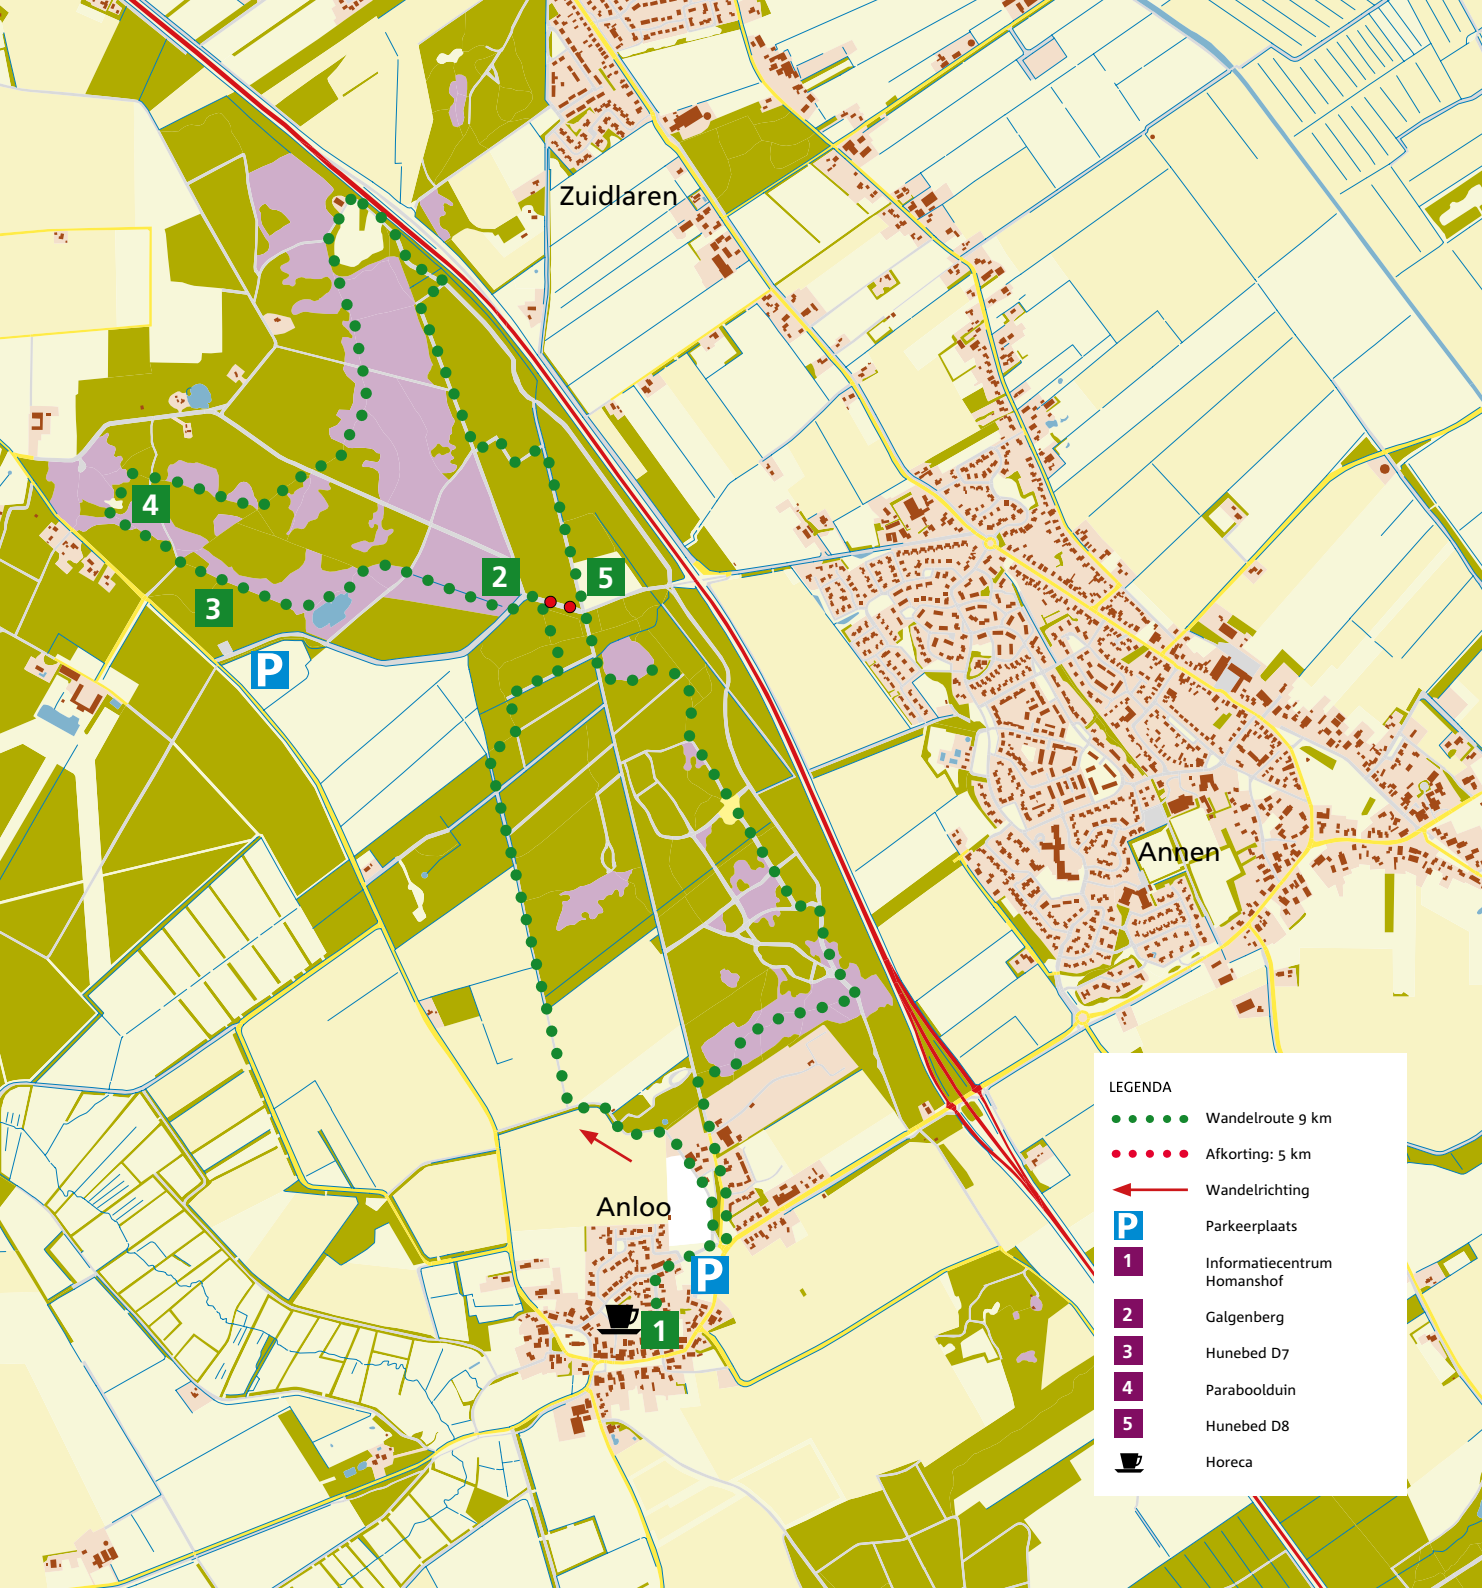 Zuidlaren
4
2
5
3
P
Annen
Anloo
P
1
LEGENDA
Wandelroute 9 km
Afkorting: 5 km
Wandelrichting
P
Parkeerplaats
1
Informatiecentrum
Homanshof
2
Galgenberg
3
Hunebed D7
4
Paraboolduin
5
Hunebed D8
Horeca